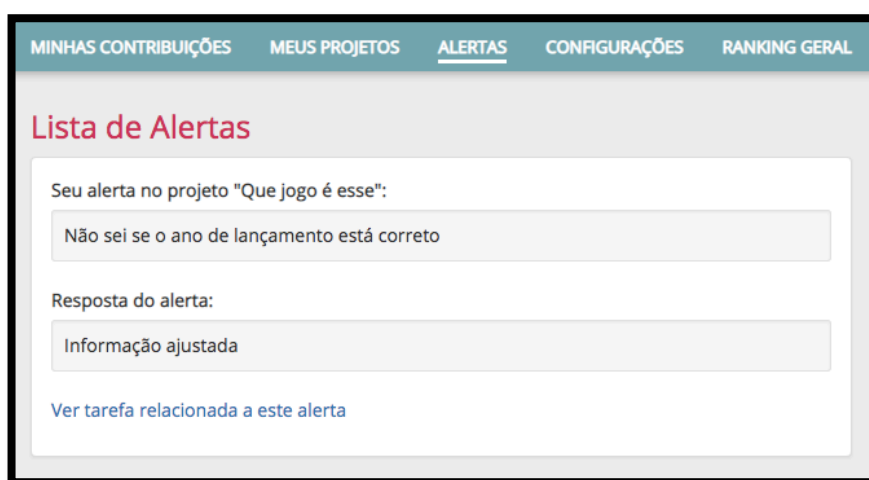 MINHAS CONTRIBUIÇÕES MEUS PROJETOS ALERTAS CONFIGURAÇÕES RANKING GERAL
Lista de Alertas
Seu alerta no projeto "Que jogo é esse":
Não sei se o ano de lançamento está correto
Resposta do alerta:
Informação ajustada
Ver tarefa relacionada a este alerta